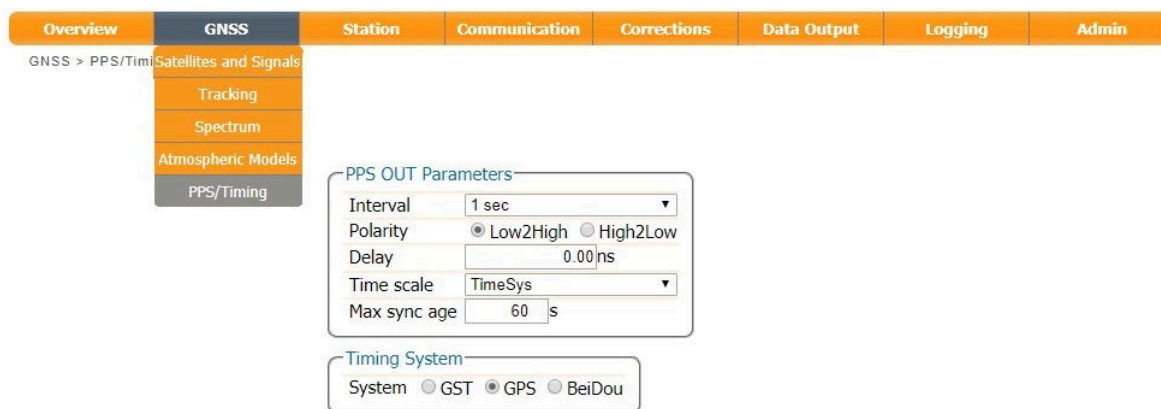 Overview GNSS Station Communication Corrections Data Output Logging Admin
GNSS > PPS/Timi
Satellites and Signals
Tracking
Spectrum
Atmospheric Models
PPS/Timing
PPS OUT Parameters
Interval 1 sec
Polarity Low2High High2Low
Delay 0.00 ns
Time scale TimeSys
Max sync age 60 s
Timing System
System GST GPS BeiDou